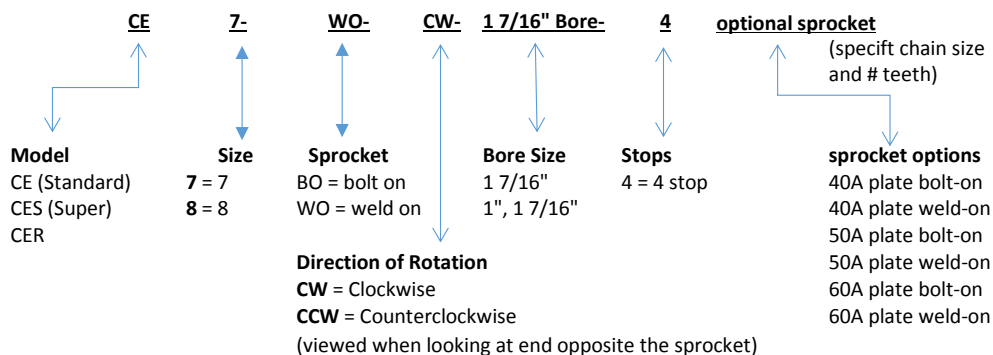 CE 7- WO- CW- 1 7/16" Bore- 4 optional sprocket
(specift chain size
and # teeth)
Model Size Sprocket Bore Size Stops sprocket options
CE (Standard) 7 = 7 BO = bolt on 1 7/16" 4 = 4 stop 40A plate bolt-on
CES (Super) 8 = 8 WO = weld on 1", 1 7/16" 40A plate weld-on
CER 50A plate bolt-on
Direction of Rotation 50A plate weld-on
CW = Clockwise 60A plate bolt-on
CCW = Counterclockwise 60A plate weld-on
(viewed when looking at end opposite the sprocket)